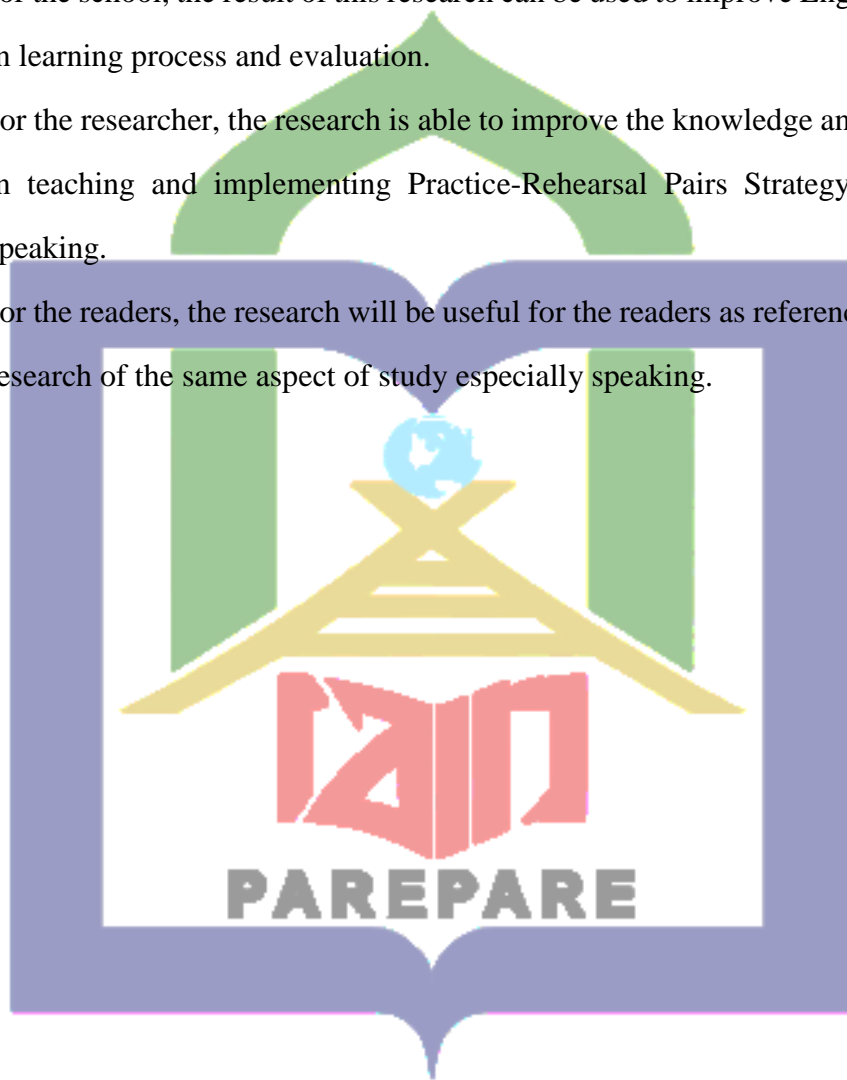 or the school, the result of this research can be used to improve Eng
n learning process and evaluation.
or the researcher, the research is able to improve the knowledge an
n teaching and implementing Practice-Rehearsal Pairs Strategy
peaking.
or the readers, the research will be useful for the readers as referenc
esearch of the same aspect of study especially speaking.
iain
PAREPARE